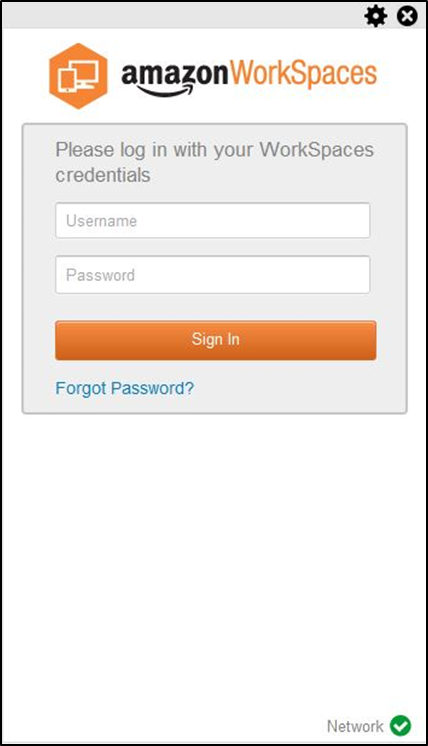 amazonWorkSpaces
Please log in with your WorkSpaces
credentials
Username
Password
Sign In
Forgot Password?
Network